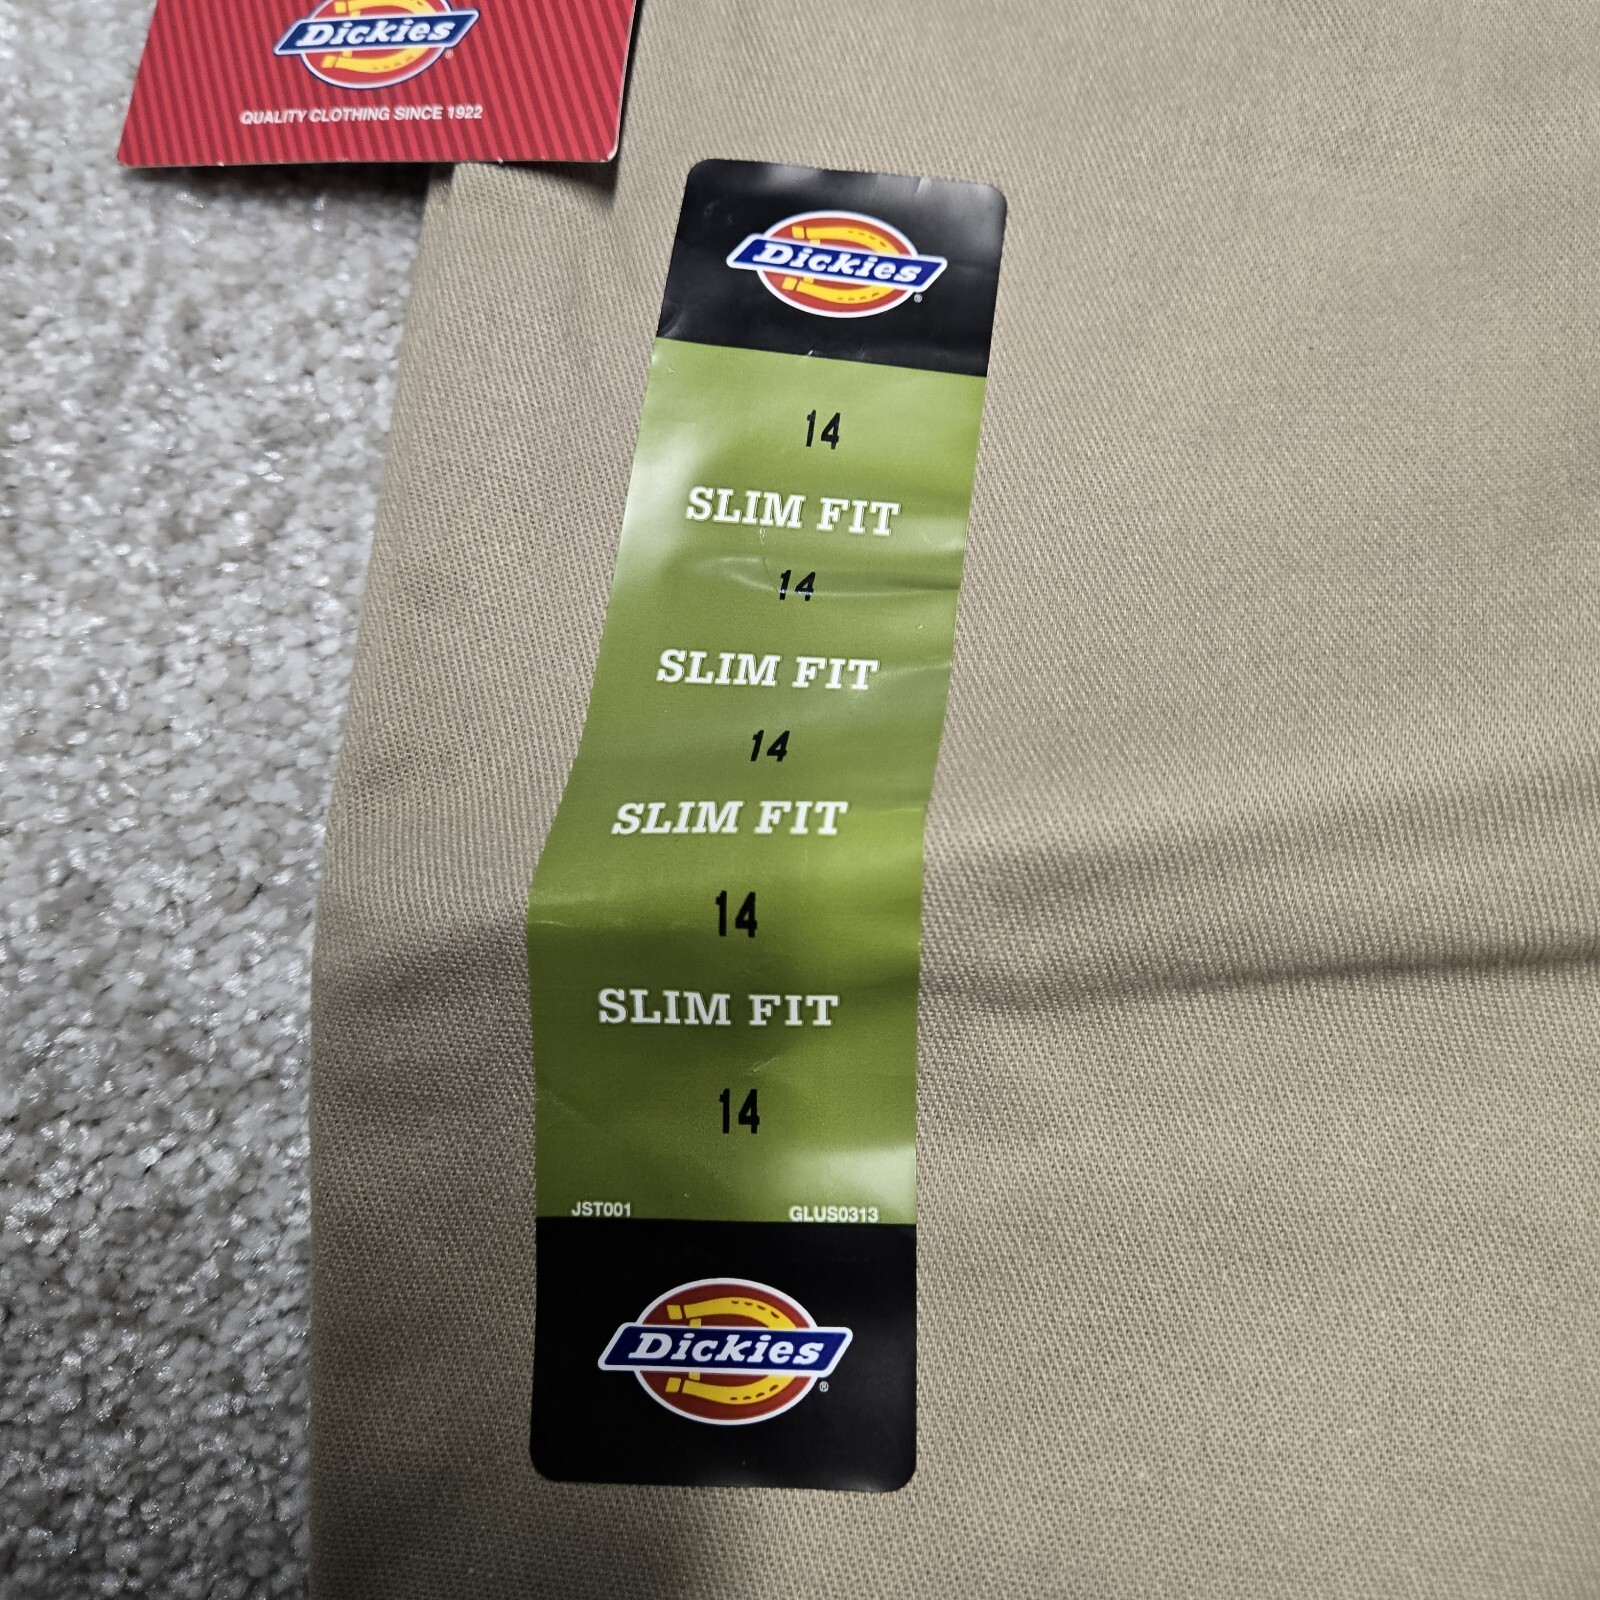 Dickies
QUALITY CLOTHING SINCE 1922
Dickies
14
SLIM FIT
14
SLIM FIT
14
SLIM FIT
14
SLIM FIT
14
JST001 GLUS0313
Dickies